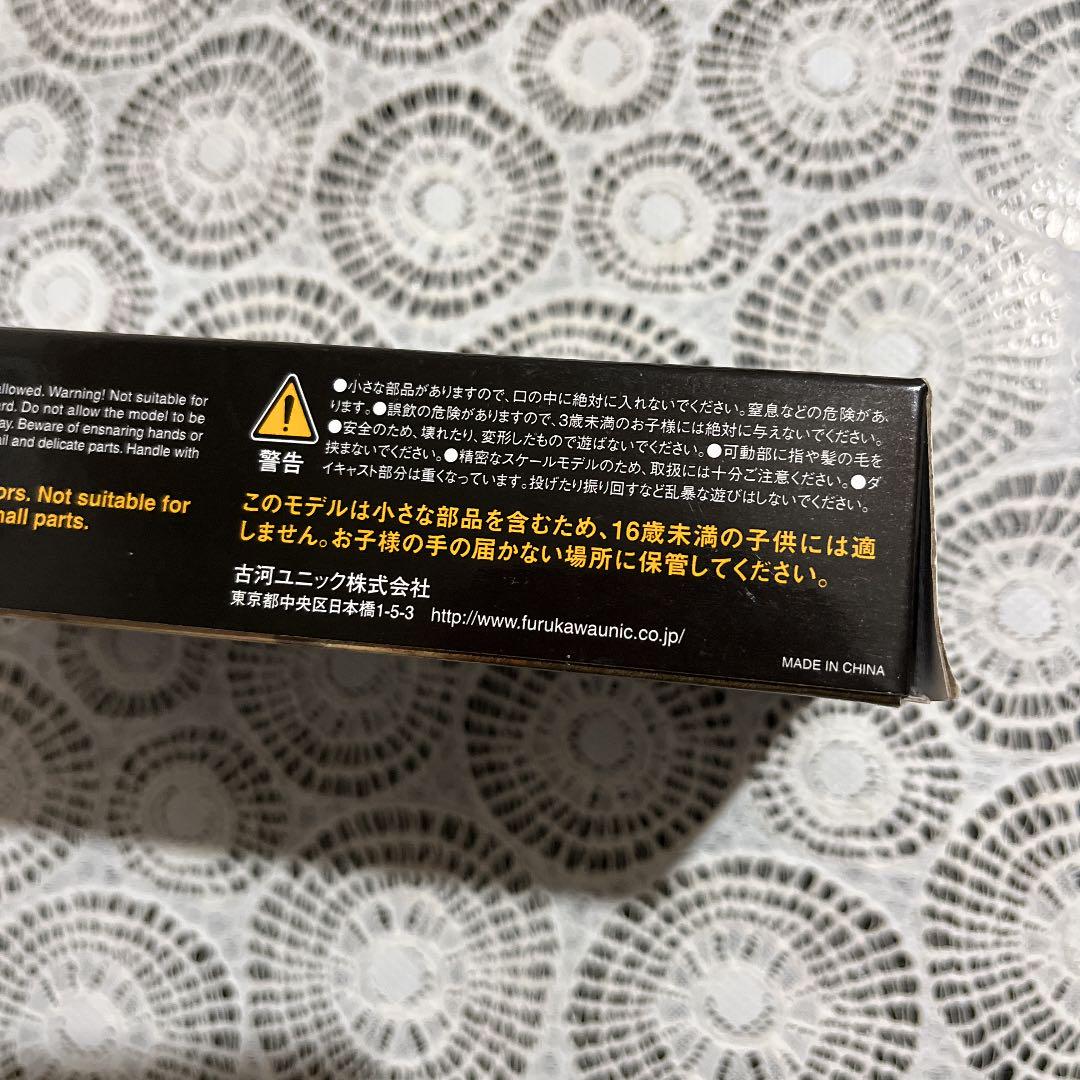 allowed. Warning! Not suitable for
Do not allow the model to be
Beware of ensnaring hands or
and delicate parts. Handle with
Not suitable for
parts.
警告
●小さな部品がありますので、口の中に絶対に入れないでください。窒息などの危険があ
ります。●誤飲の危険がありますので、3歳未満のお子様には絶対に与えないでください。
●安全のため、壊れたり、変形したもので遊ばないでください。●可動部に指や髪の毛を
挟まないでください。●精密なスケールモデルのため、取扱には十分ご注意ください。●ダ
イキャスト部分は重くなっています。投げたり振り回すなど乱暴な遊びはしないでください。
このモデルは小さな部品を含むため、16歳未満の子供には適
しません。お子様の手の届かない場所に保管してください。
古河ユニック株式会社
東京都中央区日本橋1-5-3 http://www.furukawaunic.co.jp/
MADE IN CHINA